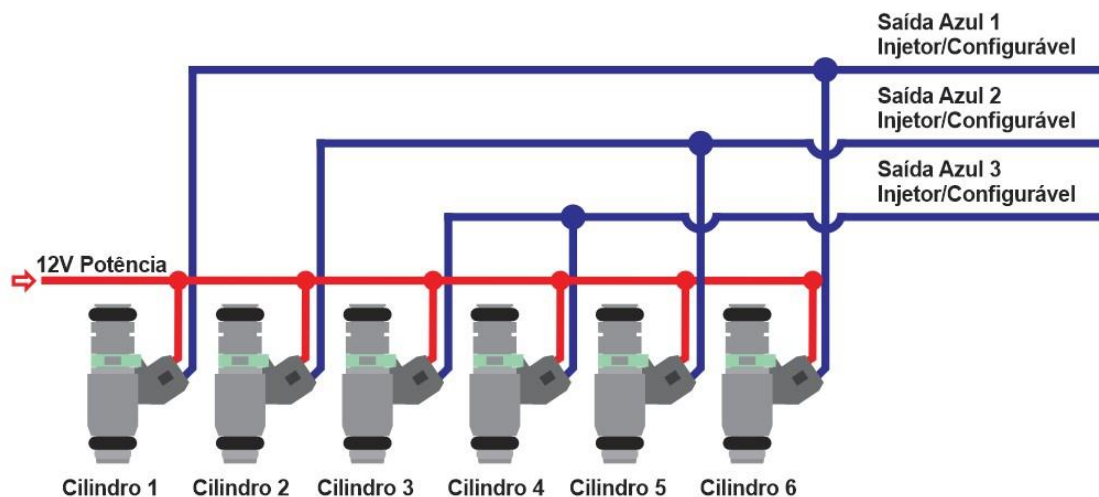 Saída Azul 1
Injetor/Configurável
Saída Azul 2
Injetor/Configurável
Saída Azul 3
Injetor/Configurável
12V Potência
Cilindro 1
Cilindro 2
Cilindro 3
Cilindro 4
Cilindro 5
Cilindro 6